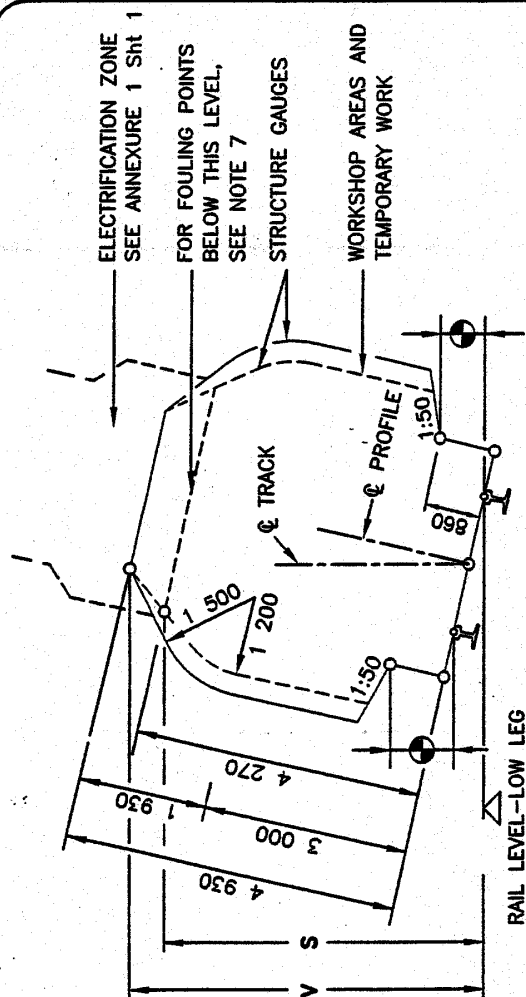 ELECTRIFICATION ZONE
SEE ANNEXURE 1 Sht 1
FOR FOULING POINTS
BELOW THIS LEVEL,
SEE NOTE 7
STRUCTURE GAUGES
WORKSHOP AREAS AND
TEMPORARY WORK
℄ TRACK
℄ PROFILE
1 500
1 200
1:50
1:50
860
4 270
1 930
3 000
4 930
S
V
RAIL LEVEL-LOW LEG